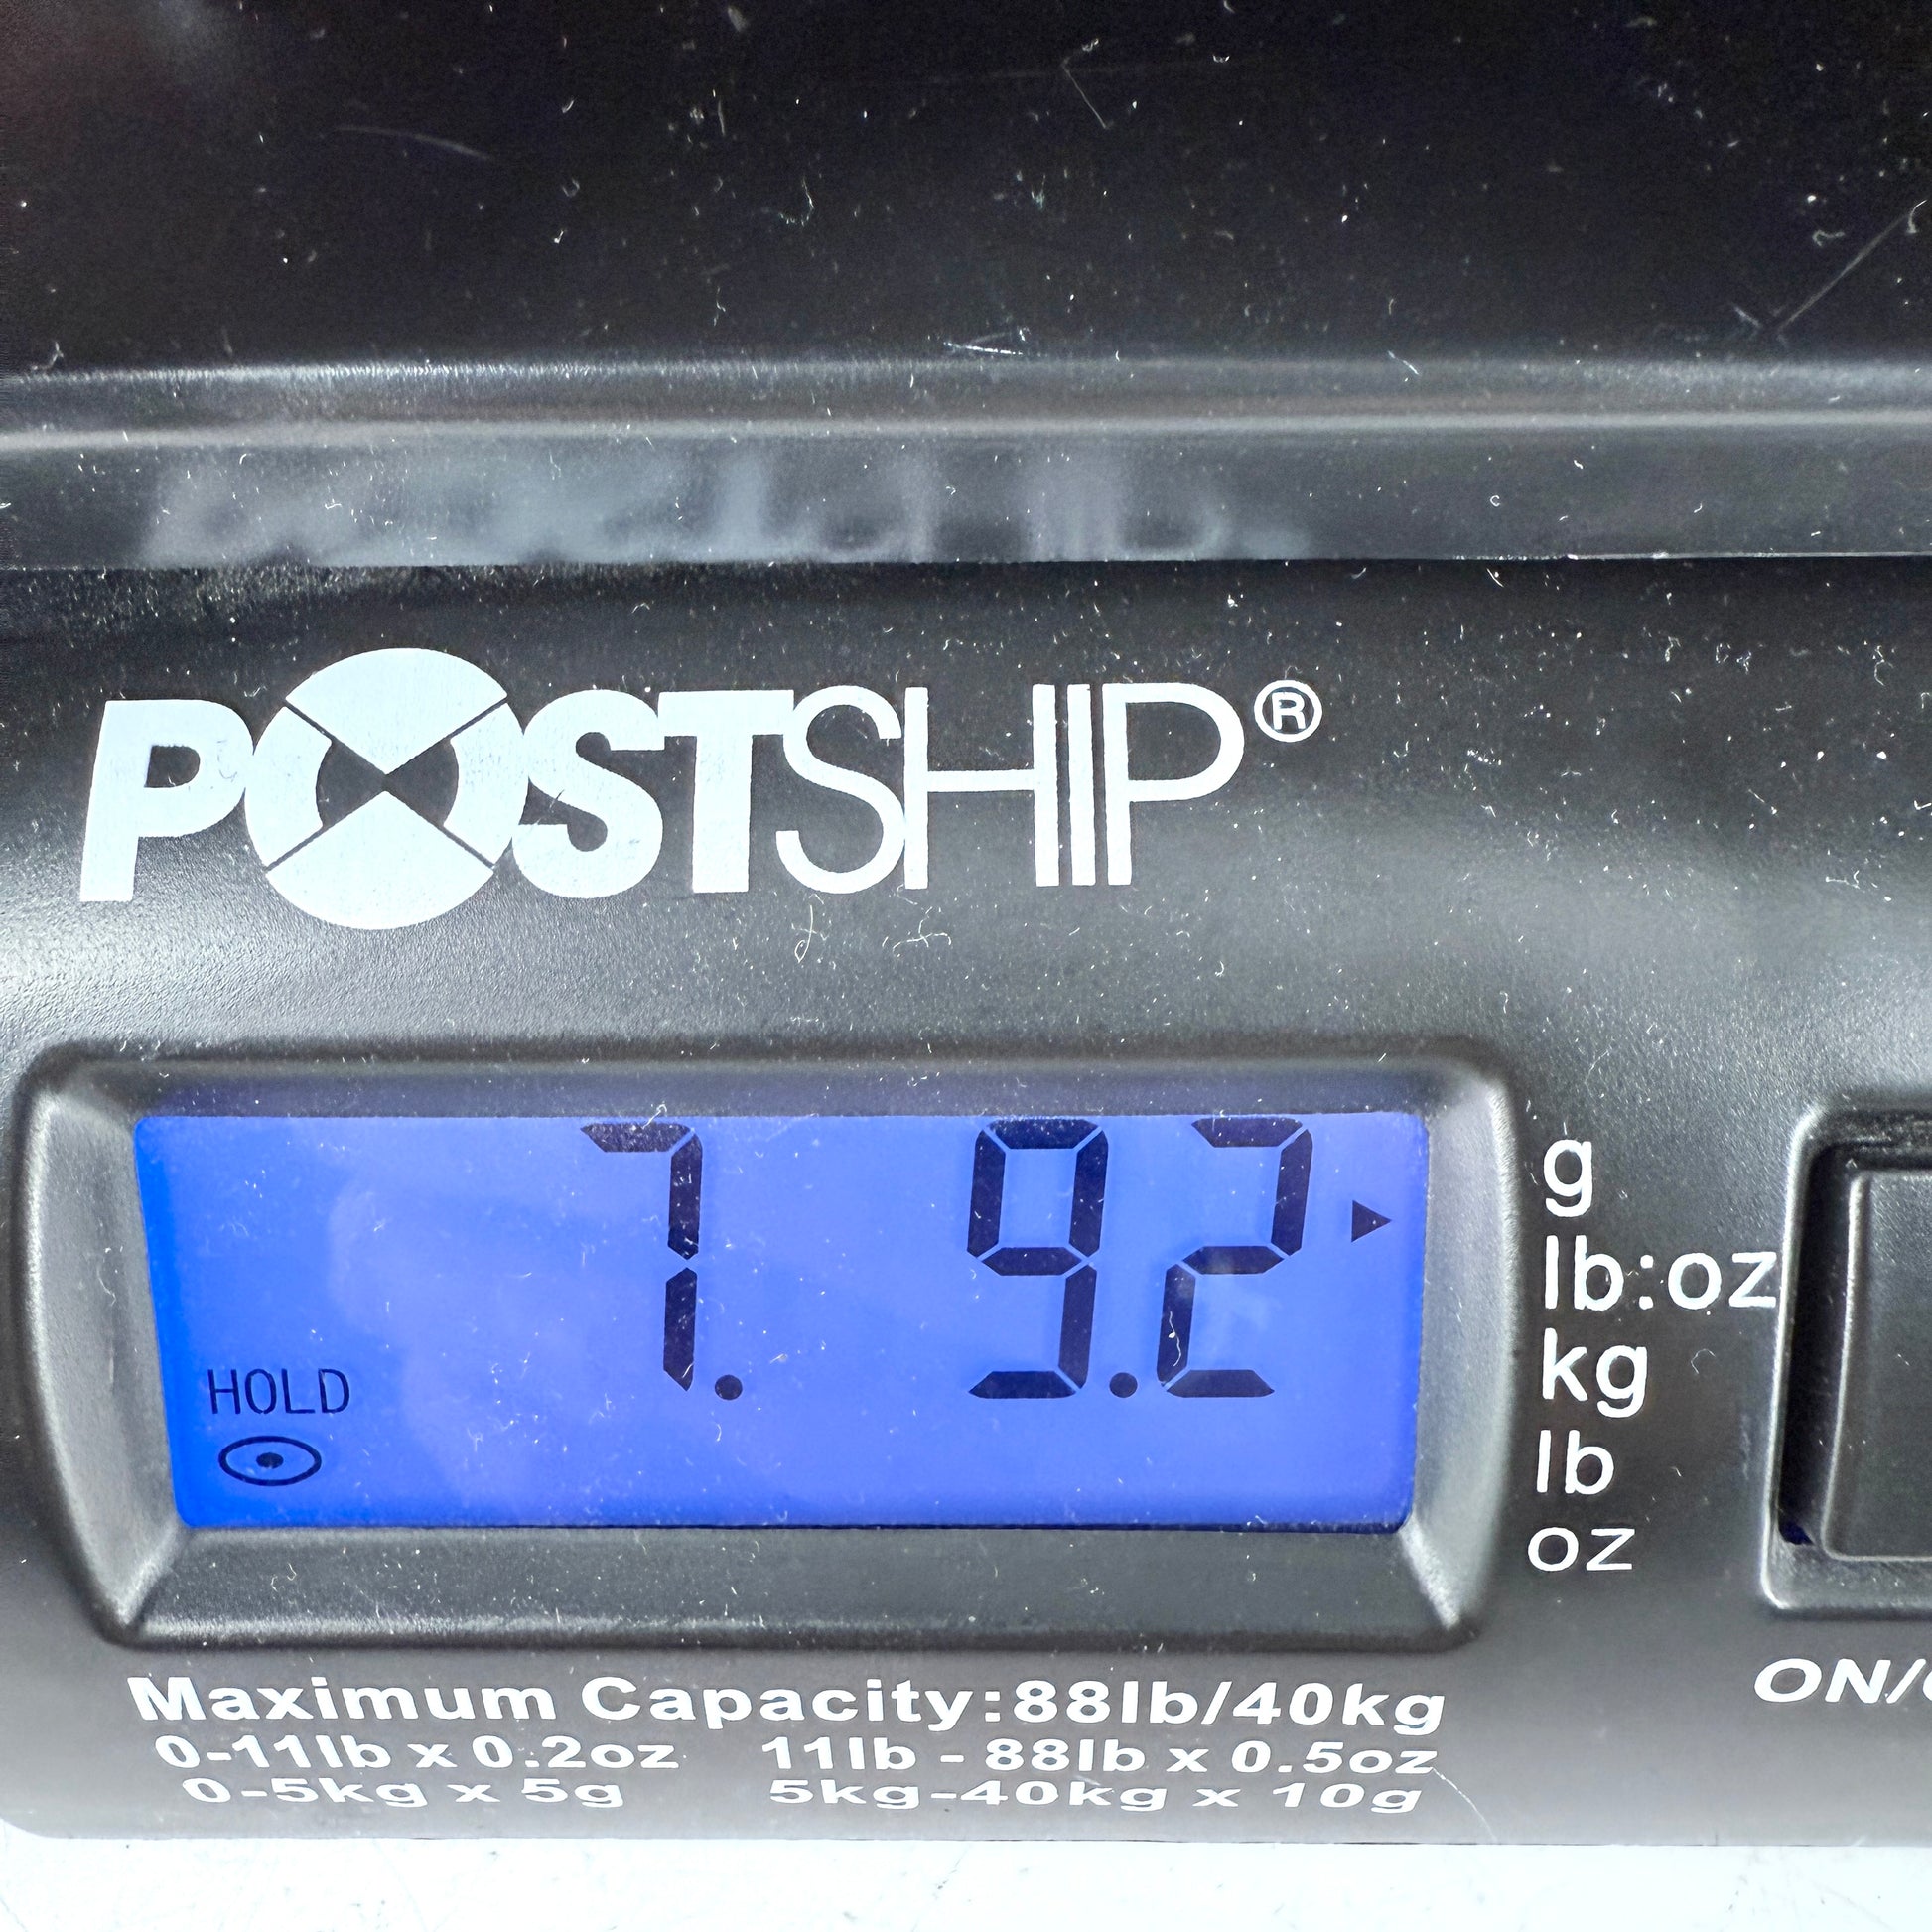 POSTSHIP®
7. 9.2
HOLD
g
lb:oz
kg
lb
oz
Maximum Capacity:88lb/40kg
0-11lb x 0.2oz 11lb - 88lb x 0.5oz
0-5kg x 5g 5kg-40kg x 10g
ON/